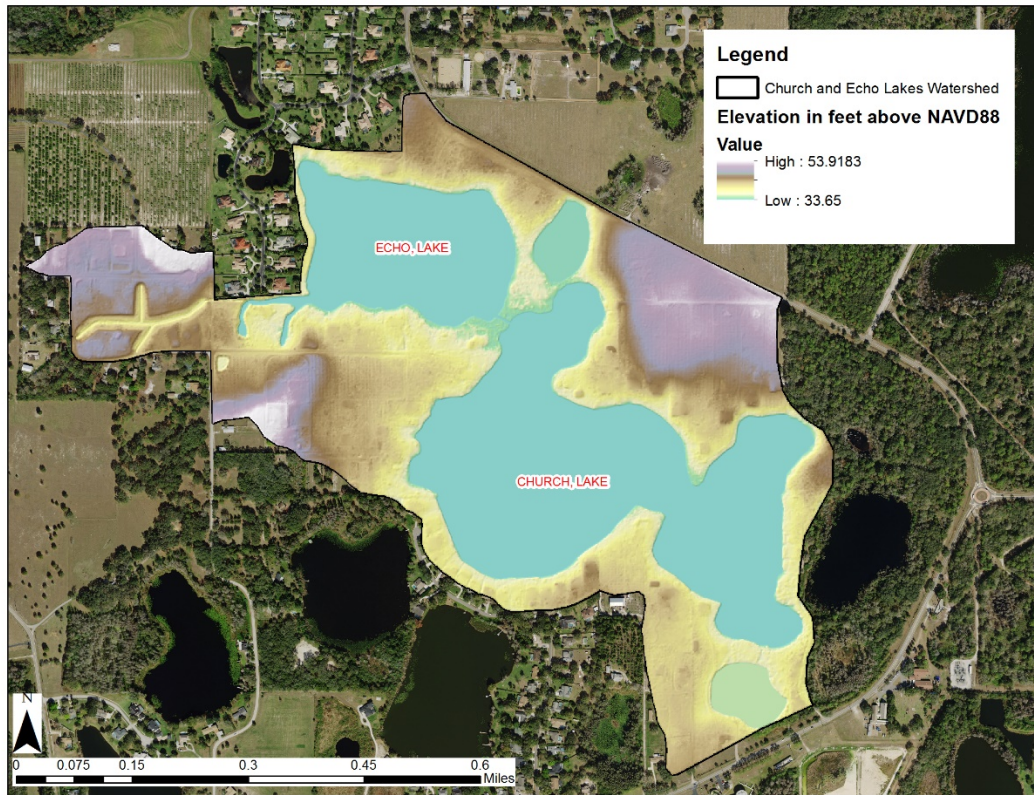 Legend
Church and Echo Lakes Watershed
Elevation in feet above NAVD88
Value
High : 53.9183
Low : 33.65
ECHO, LAKE
CHURCH, LAKE
N
0 0.075 0.15 0.3 0.45 0.6
Miles